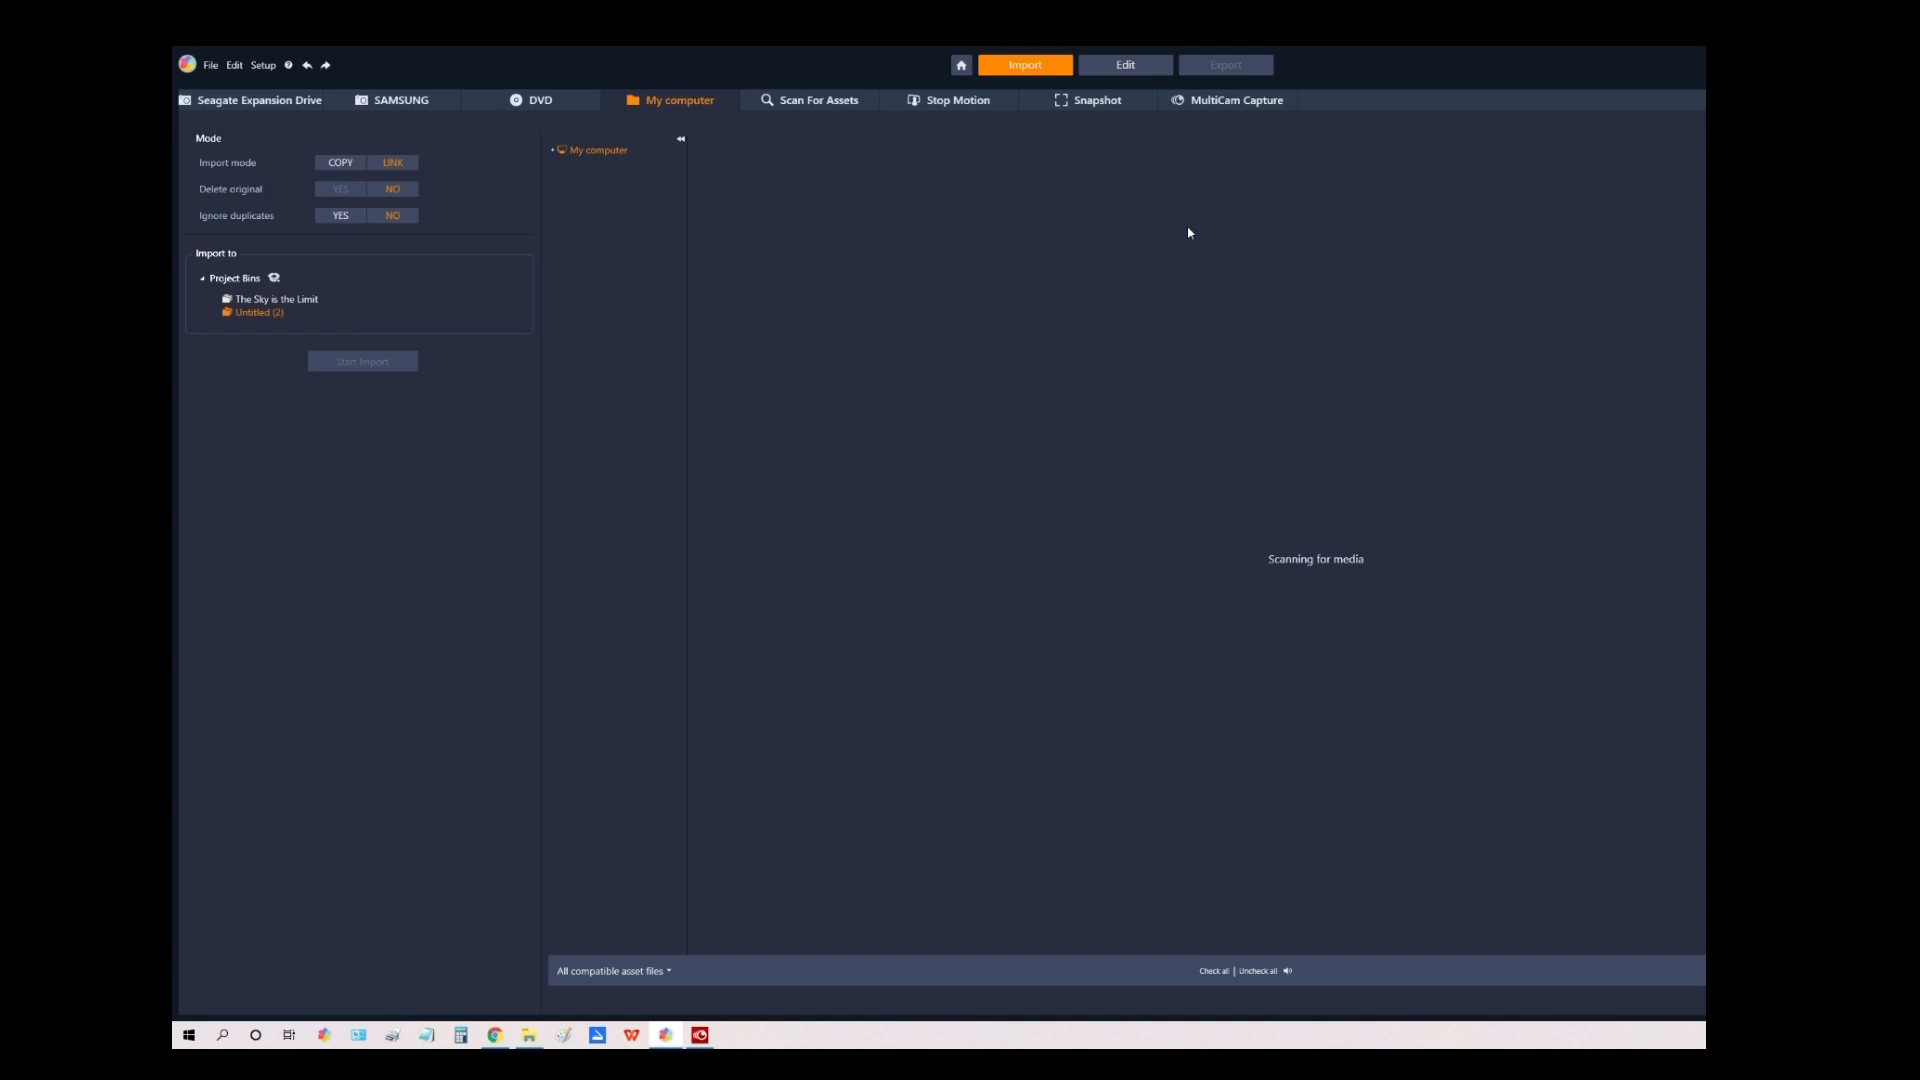 File Edit Setup
Import Edit Export
Seagate Expansion Drive SAMSUNG DVD My computer Scan For Assets Stop Motion Snapshot MultiCam Capture
Mode
Import mode COPY LINK
Delete original YES NO
Ignore duplicates YES NO
Import to
Project Bins
The Sky is the Limit
Untitled (2)
Start Import
My computer
Scanning for media
All compatible asset files
Check all | Uncheck all